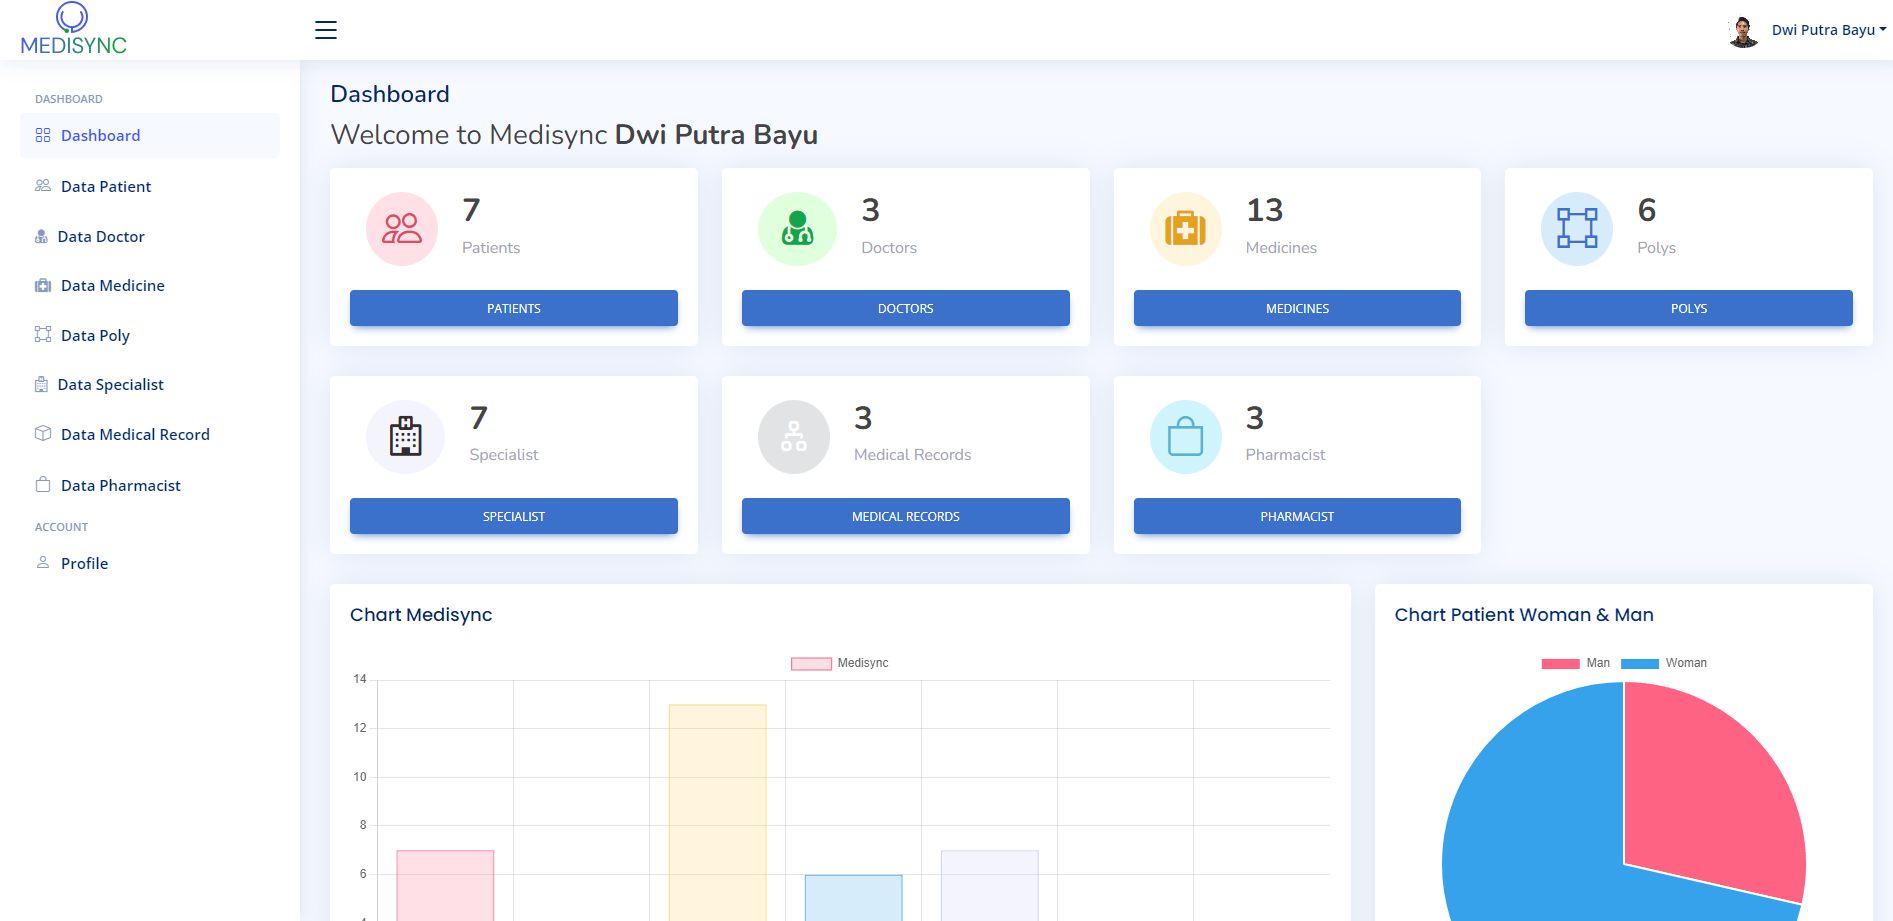 MEDISYNC
Dwi Putra Bayu
DASHBOARD
Dashboard
Data Patient
Data Doctor
Data Medicine
Data Poly
Data Specialist
Data Medical Record
Data Pharmacist
ACCOUNT
Profile
Dashboard
Welcome to Medisync Dwi Putra Bayu
7
Patients
PATIENTS
3
Doctors
DOCTORS
13
Medicines
MEDICINES
6
Polys
POLYS
7
Specialist
SPECIALIST
3
Medical Records
MEDICAL RECORDS
3
Pharmacist
PHARMACIST
Chart Medisync
Medisync
14
12
10
8
6
Chart Patient Woman & Man
Man Woman